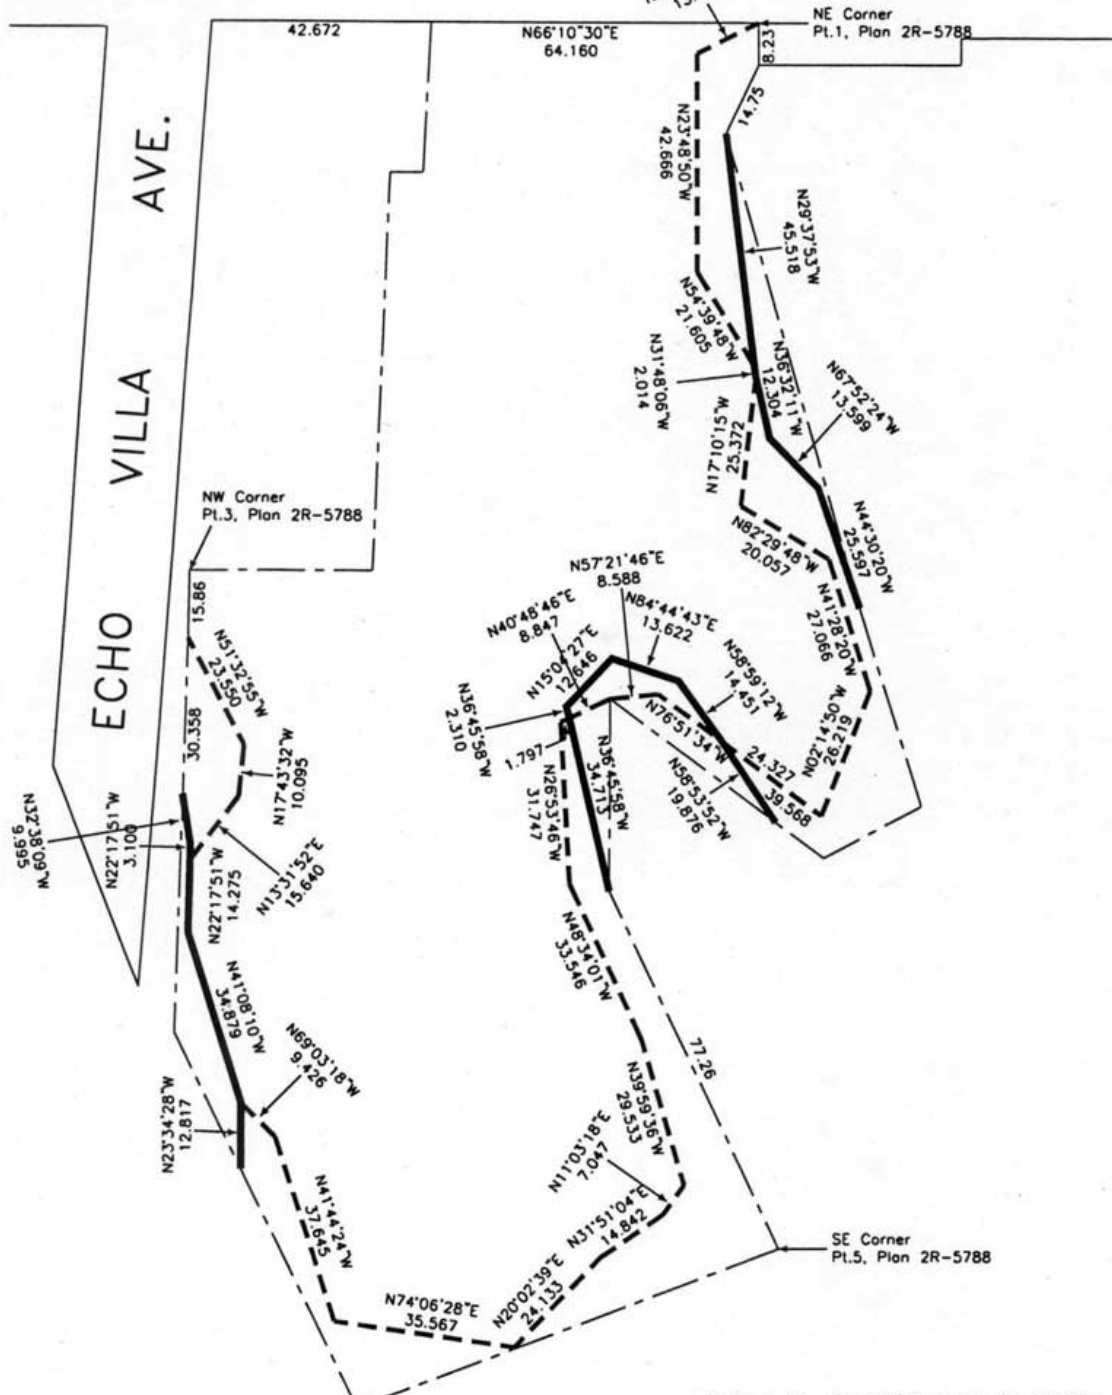 42.672
N66°10'30"E
64.160
NE Corner
Pt.1, Plan 2R-5788
8.23
14.75
N23°48'50"W
42.666
N29°37'53"W
45.518
N54°39'48"W
21.605
N31°48'06"W
2.014
N36°32'11"W
12.304
N67°52'24"W
13.599
N17°10'15"W
25.372
N82°29'48"W
20.057
N44°30'20"W
25.597
N41°28'20"W
27.066
N02°14'50"W
26.219
ECHO VILLA AVE.
NW Corner
Pt.3, Plan 2R-5788
15.86
N51°32'55"W
23.550
30.358
N17°43'32"W
10.095
N32°38'09"W
9.995
N22°17'51"W
3.100
N13°31'52"E
15.640
N22°17'51"W
14.275
N41°08'10"W
34.879
N69°03'18"W
9.426
N23°34'28"W
12.817
N41°44'24"W
37.645
N74°06'28"E
35.567
N20°02'39"E
24.133
N31°51'04"E
14.842
N11°03'18"E
7.047
N39°59'36"W
29.533
N48°34'01"W
33.546
77.26
SE Corner
Pt.5, Plan 2R-5788
N57°21'46"E
8.588
N40°48'46"E
8.847
N84°44'43"E
13.622
N15°04'27"E
12.646
N58°59'12"W
14.451
N36°45'58"W
2.310
1.797
N76°51'34"W
24.327
39.568
N58°53'52"W
19.876
N36°45'58"W
34.713
N26°53'46"W
31.747